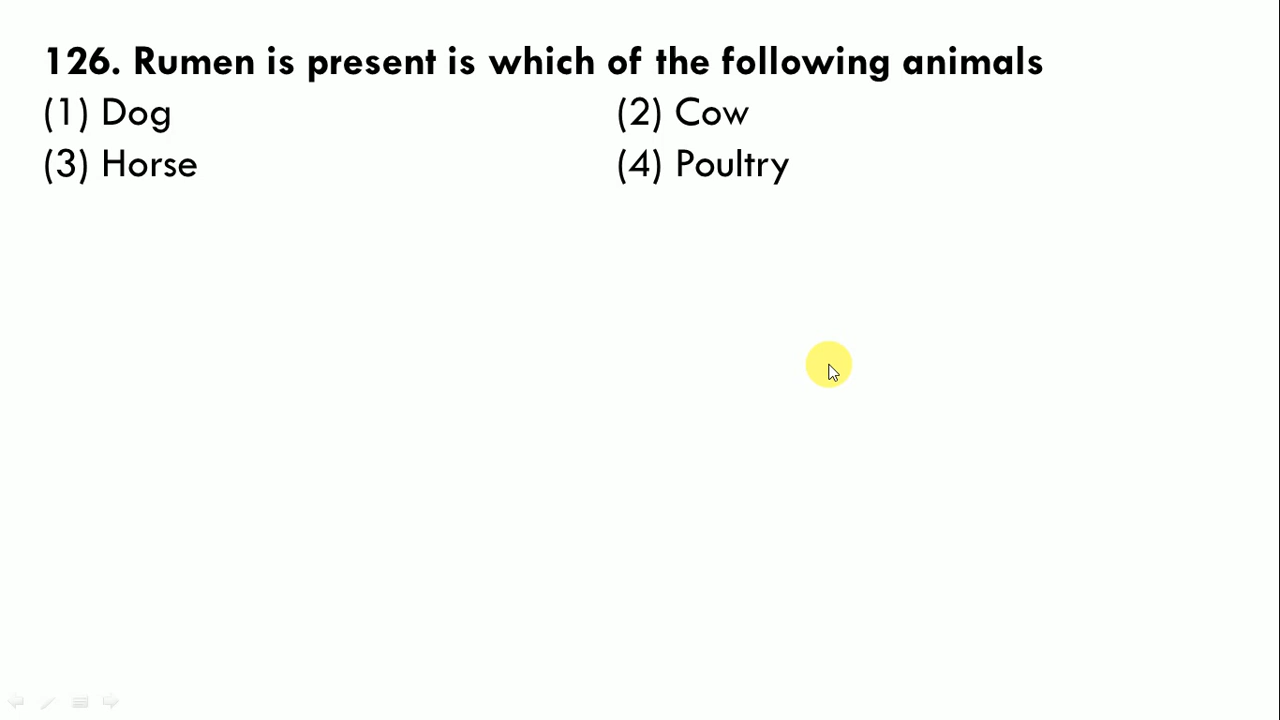 126. Rumen is present is which of the following animals
(1) Dog (2) Cow
(3) Horse (4) Poultry